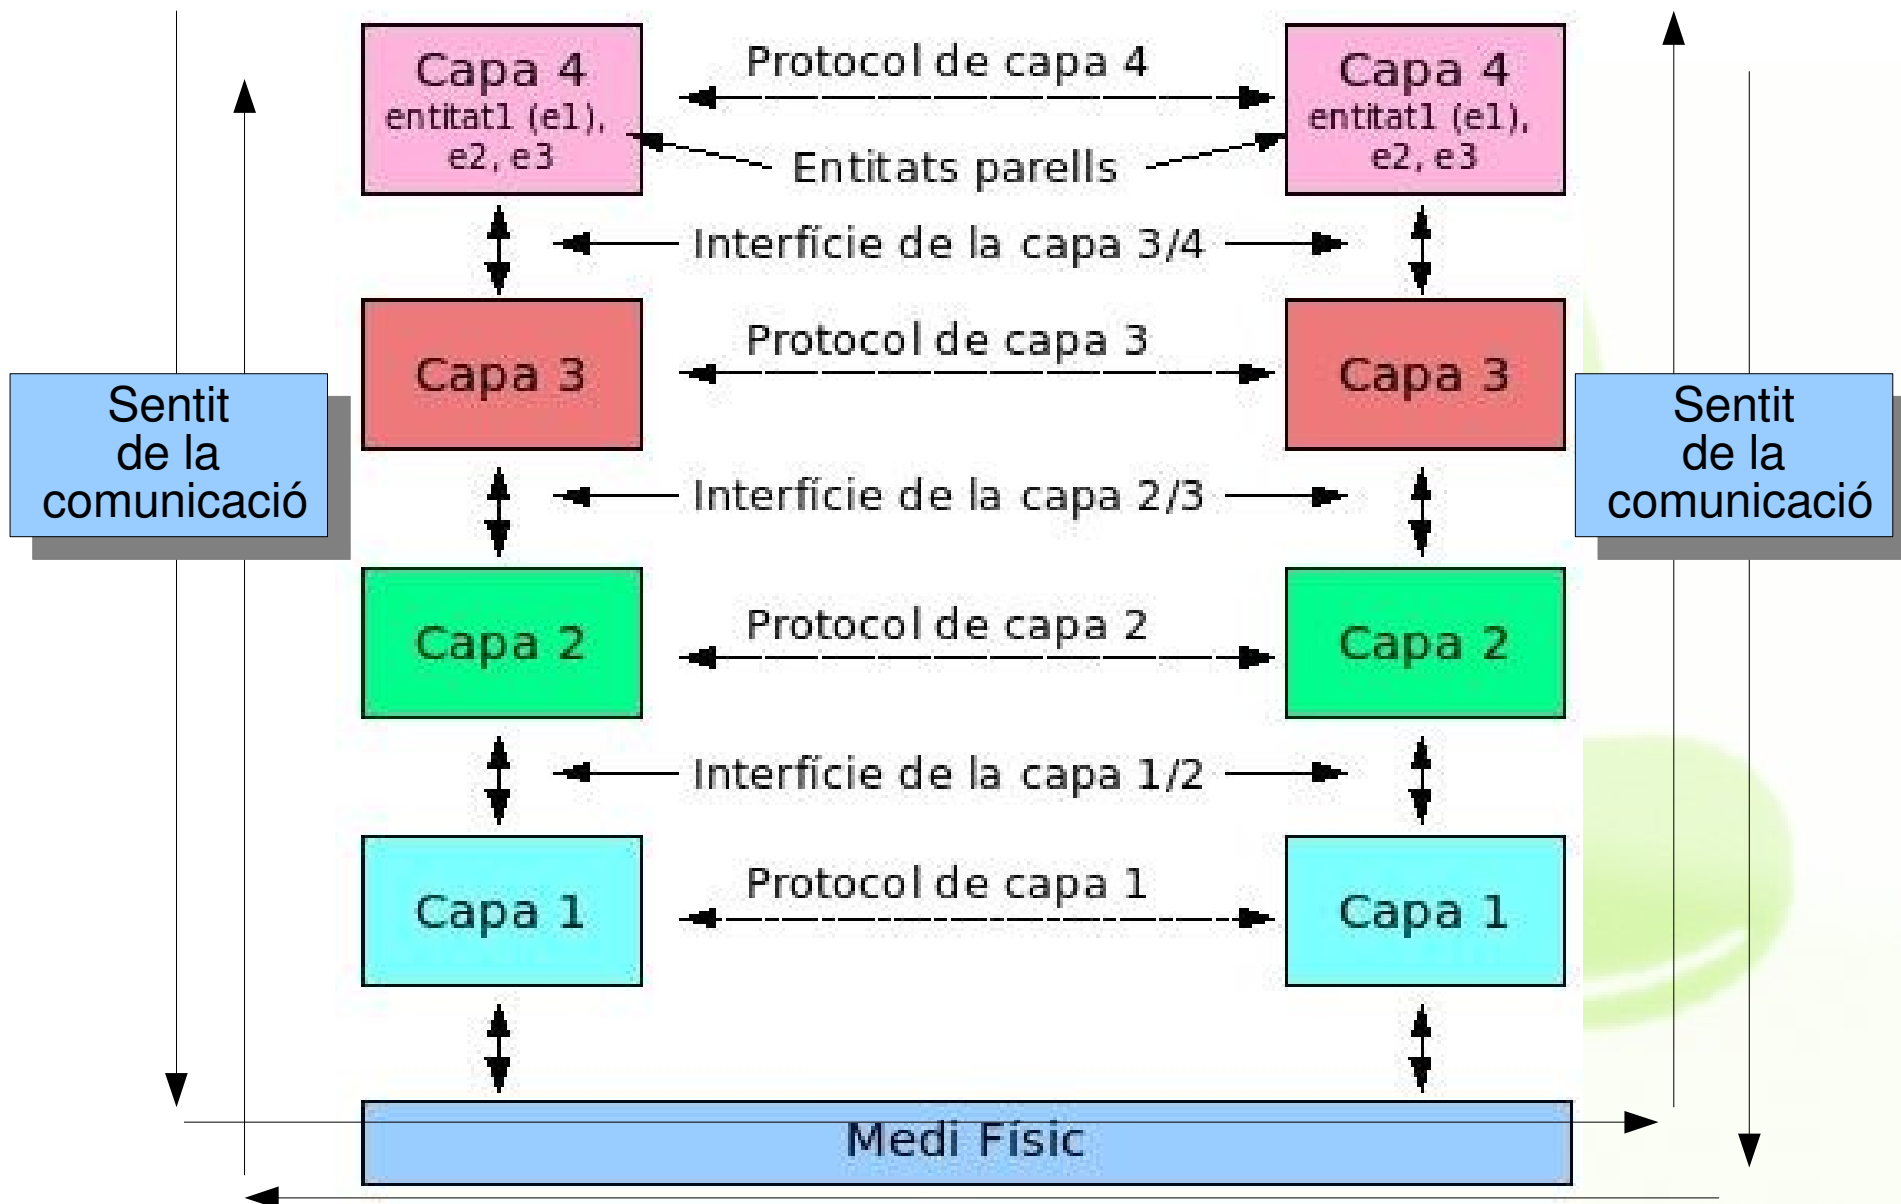 Capa 4
entitat1 (e1),
e2, e3
Protocol de capa 4
Entitats parells
Capa 4
entitat1 (e1),
e2, e3
Interfície de la capa 3/4
Sentit
de la
comunicació
Capa 3
Protocol de capa 3
Capa 3
Sentit
de la
comunicació
Interfície de la capa 2/3
Capa 2
Protocol de capa 2
Capa 2
Interfície de la capa 1/2
Capa 1
Protocol de capa 1
Capa 1
Medi Físic